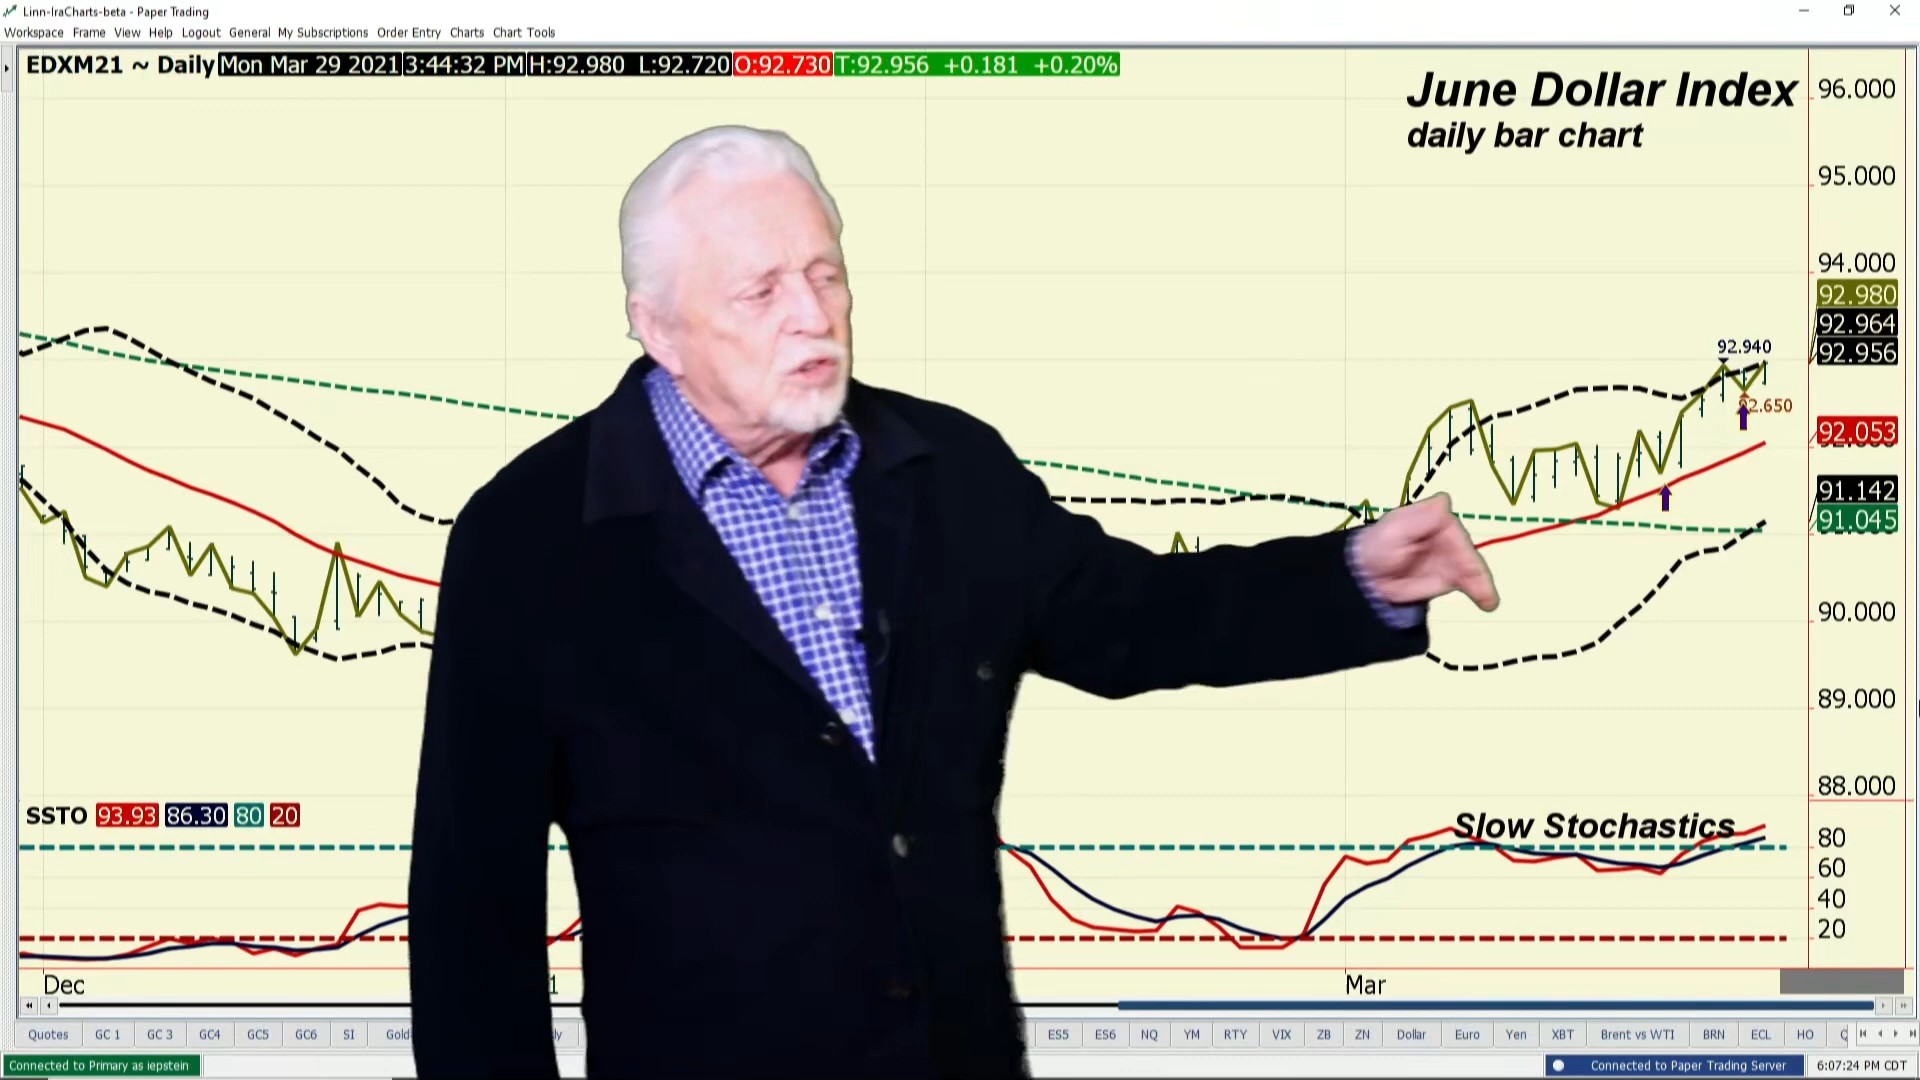 Linn-IraCharts-beta - Paper Trading
Workspace Frame View Help Logout General My Subscriptions Order Entry Charts Chart Tools
EDXM21 ~ Daily Mon Mar 29 2021 3:44:32 PM H:92.980 L:92.720 O:92.730 T:92.956 +0.181 +0.20%
June Dollar Index
daily bar chart
96.000
95.000
94.000
92.980
92.964
92.956
92.940
92.650
92.053
91.142
91.045
90.000
89.000
88.000
SSTO 93.93 86.30 80 20
Slow Stochastics
80
60
40
20
Dec
Mar
Quotes GC 1 GC 3 GC4 GC5 GC6 SI Gold ES5 ES6 NQ YM RTY VIX ZB ZN Dollar Euro Yen XBT Brent vs WTI BRN ECL HO
Connected to Primary as iepstein
Connected to Paper Trading Server 6:07:24 PM CDT